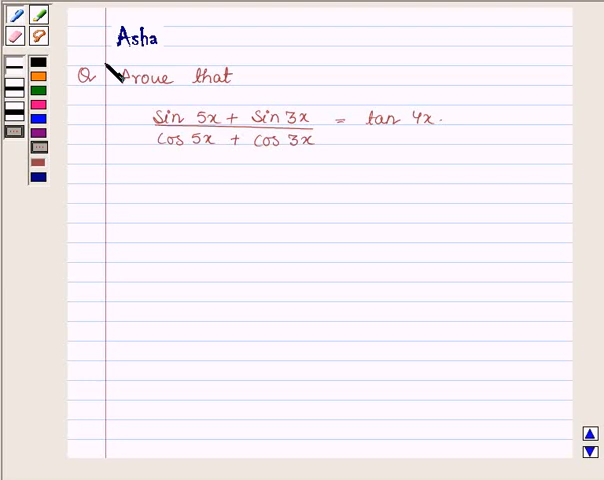 Asha
Q Prove that
sin 5x + sin 3x = tan 4x.
cos 5x + cos 3x